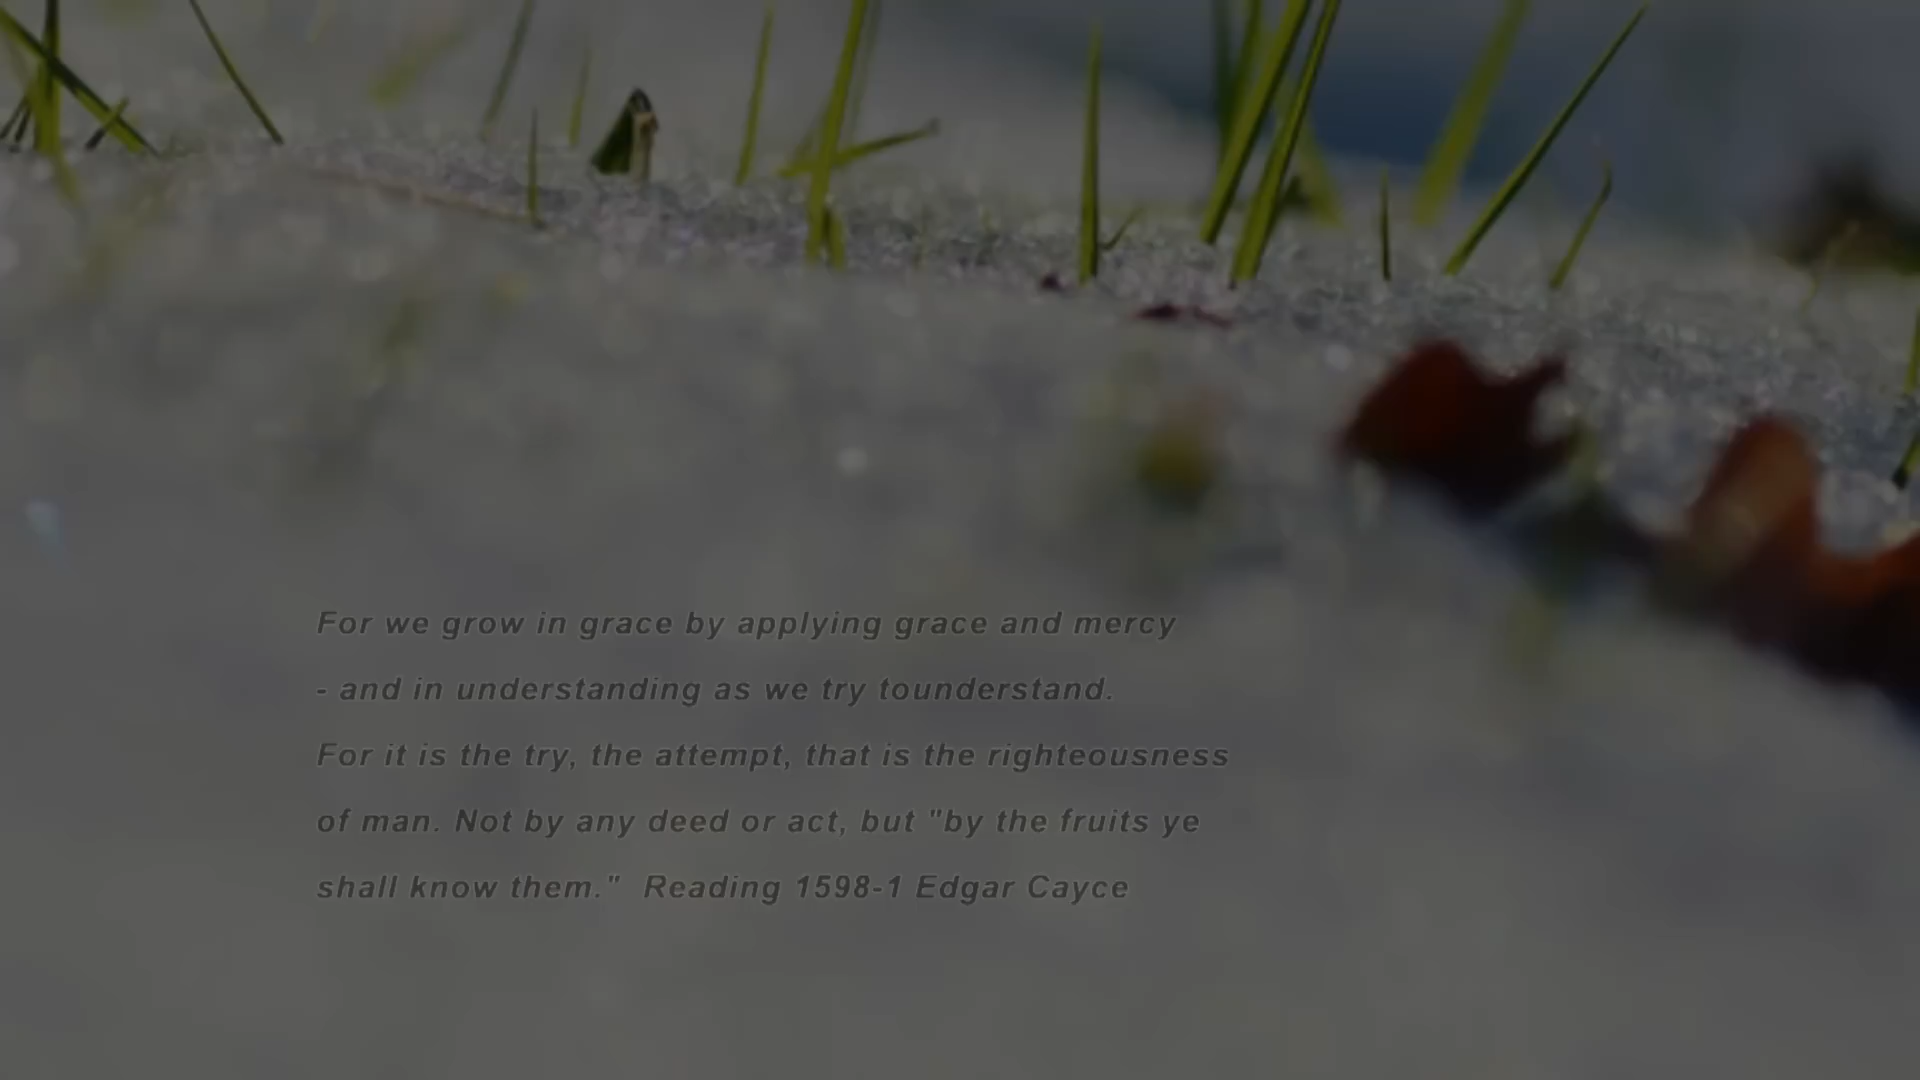 For we grow in grace by applying grace and mercy
- and in understanding as we try tounderstand.
For it is the try, the attempt, that is the righteousness
of man. Not by any deed or act, but "by the fruits ye
shall know them."  Reading 1598-1 Edgar Cayce